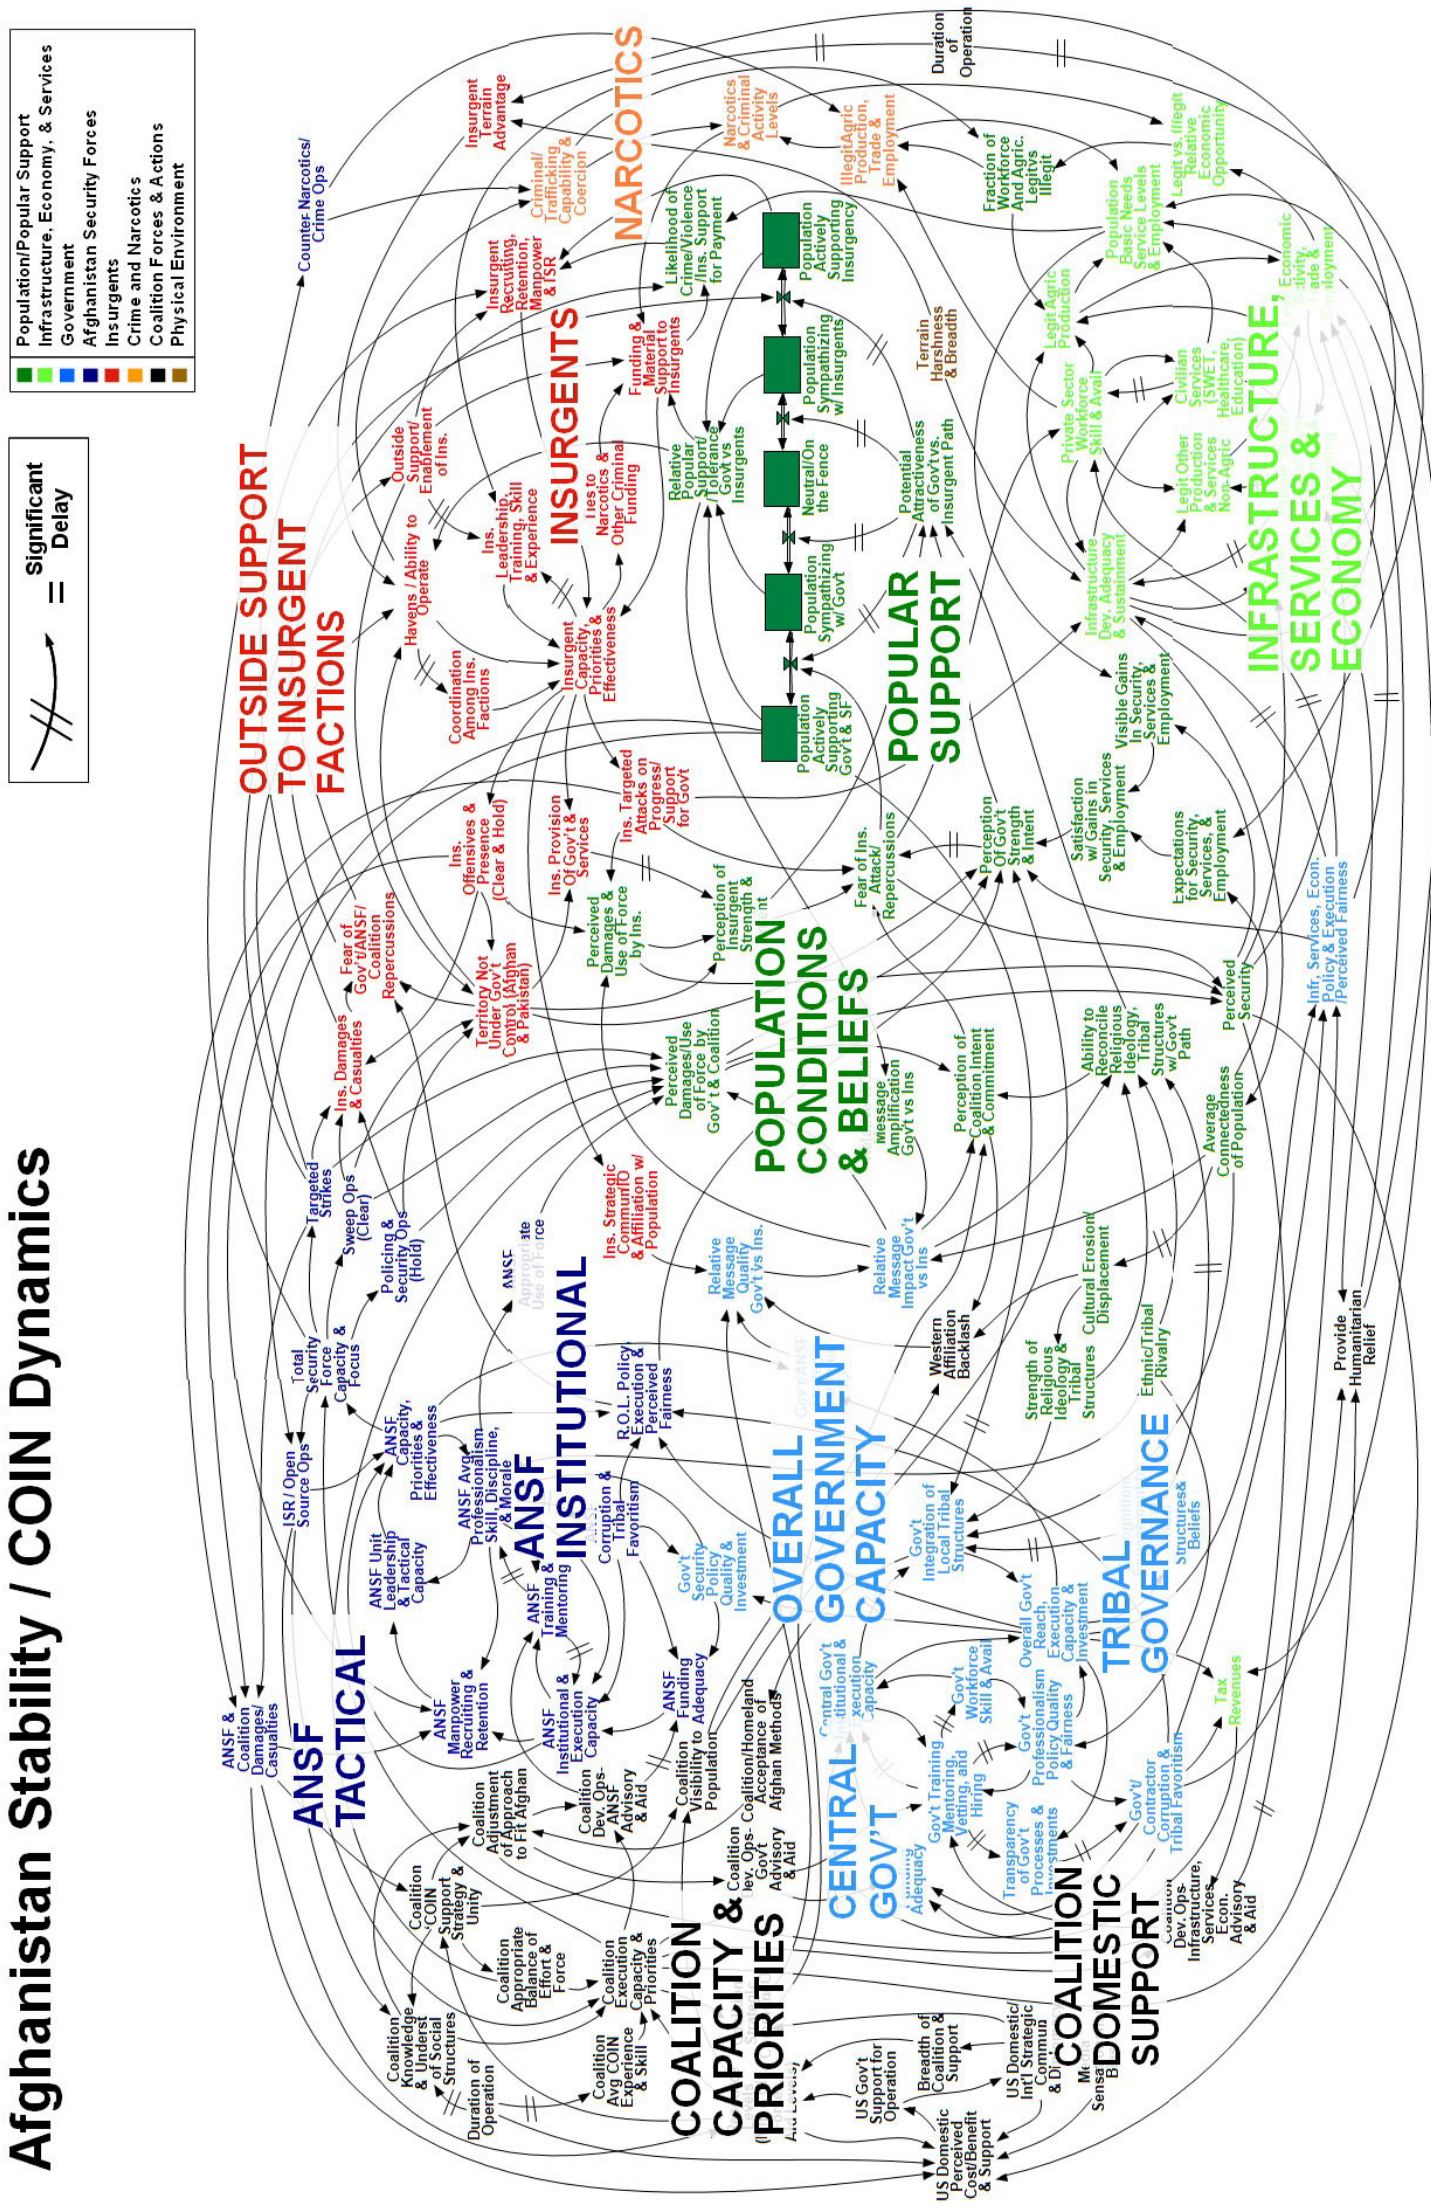 Afghanistan Stability / COIN Dynamics
Significant
Delay
Population/Popular Support
Infrastructure, Economy, & Services
Government
Afghanistan Security Forces
Insurgents
Crime and Narcotics
Coalition Forces & Actions
Physical Environment
OUTSIDE SUPPORT
TO INSURGENT
FACTIONS
Counter-Narcotics/
Crime Ops
ANSF &
Coalition
Damages/
Casualties
ANSF
TACTICAL
ISR / Open
Source Ops
Total
Security
Force
Capacity &
Focus
Targeted
Strikes
Sweep Ops
(Clear)
Policing &
Security Ops
(Hold)
Ins. Damages
& Casualties
Fear of
Gov't/ANSF/
Coalition
Repercussions
Havens / Ability to
Operate
Outside
Support/
Enablement
of Ins.
Insurgent
Terrain
Advantage
Criminal/
Trafficking
Capability &
Coercion
NARCOTICS
Narcotics
& Criminal
Activity
Levels
Illegit Agric
Production,
Trade &
Employment
Duration
of
Operation
ANSF
Capacity,
Priorities &
Effectiveness
ANSF Unit
Leadership
& Tactical
Capacity
ANSF Avg
Professionalism
Skill, Discipline,
& Morale
ANSF
Manpower
Recruiting &
Retention
ANSF
INSTITUTIONAL
ANSF
Appropriate
Use of Force
ANSF
Training &
Mentoring
ANSF
Institutional &
Execution
Capacity
Corruption &
Tribal
Favoritism
R.O.L. Policy,
Execution &
Perceived
Fairness
Gov't
Security
Policy
Quality &
Investment
ANSF
Funding
Adequacy
Territory Not
Under Gov't
Control (Afghan
& Pakistan)
Ins.
Offensives &
Presence
(Clear & Hold)
Coordination
Among Ins.
Factions
Ins.
Leadership,
Training, Skill
& Experience
Insurgent
Recruiting,
Retention,
Manpower
& ISR
INSURGENTS
Ins. Provision
Of Gov't &
Services
Insurgent
Capacity,
Priorities &
Effectiveness
Ties to
Narcotics &
Other Criminal
Funding
Funding &
Material
Support to
Insurgents
Likelihood of
Crime/Violence
/Ins. Support
for Payment
Ins. Targeted
Attacks on
Progress/
Support
for Gov't
Ins. Strategic
Commun/IO
& Affiliation w/
Population
Perceived
Damages &
Use of Force
by Ins.
Perceived
Damages/Use
of Force by
Gov't & Coalition
Perception of
Insurgent
Strength &
Relative
Popular
Support/
Tolerance
Govt vs
Insurgents
Population
Actively
Supporting
Gov't & SF
Population
Sympathizing
w/ Gov't
Neutral/On
the Fence
Population
Sympathizing
w/ Insurgents
Population
Actively
Supporting
Insurgency
POPULAR
SUPPORT
Potential
Attractiveness
of Gov't vs.
Insurgent Path
Terrain
Harshness
& Breadth
POPULATION
CONDITIONS
& BELIEFS
Fear of Ins.
Attack/
Repercussions
Message
Amplification
Gov't vs Ins
Perception of
Coalition Intent
& Commitment
Perception
Of Gov't
Strength
& Intent
Relative
Message
Quality
Gov't vs Ins.
Relative
Message
Impact Gov't
vs Ins
Western
Affiliation
Backlash
Satisfaction
w/ Gains in
Security, Services
& Employment
Visible Gains
In Security,
Services &
Employment
Expectations
for Security,
Services, &
Employment
Ability to
Reconcile
Religious
Ideology,
Tribal
Structures
w/ Gov't
Path
Perceived
Security
Average
Connectedness
of Population
Cultural Erosion/
Displacement
Strength of
Religious
Ideology &
Tribal
Structures
Ethnic/Tribal
Rivalry
Fraction of
Workforce
And Agric.
Legit vs
Illegit
Legit Agric
Production
Population
Basic Needs
Service Levels
& Employment
Legit vs. Illegit
Relative
Economic
Opportunity
Private Sector
Workforce
Skill & Avail
Civilian
Services
(SWET,
Healthcare,
Education)
Legit Other
Production
& Services
Non-Agric
Infrastructure
Dev. Adequacy
& Sustainment
Economic
INFRASTRUCTURE,
SERVICES &
ECONOMY
Infr, Services, Econ.
Policy & Execution
/Perceived Fairness
Provide
Humanitarian
Relief
Coalition
Knowledge
& Underst
of Social
Structures
Coalition
COIN
Support
Strategy &
Unity
Coalition
Adjustment
of Approach
to Fit Afghan
Duration of
Operation
Coalition
Appropriate
Balance of
Effort &
Force
Coalition
Avg COIN
Experience
& Skill
Coalition
Execution
Capacity &
Priorities
Coalition
Dev. Ops-
ANSF
Advisory
& Aid
Coalition
Visibility to
Population
Coalition
Dev. Ops-
Gov't
Advisory
& Aid
Coalition/Homeland
Acceptance of
Afghan Methods
COALITION
CAPACITY &
PRIORITIES
OVERALL
GOVERNMENT
CAPACITY
CENTRAL
GOV'T
Central Gov't
Institutional &
Execution
Capacity
Adequacy
Gov't
Integration of
Local Tribal
Structures
Gov't Training
Mentoring,
Vetting, and
Hiring
Gov't
Workforce
Skill & Avail
Overall Gov't
Reach,
Execution
Capacity &
Investment
Transparency
of Gov't
Processes &
Investments
Gov't
Professionalism
Policy Quality
& Fairness
Gov't/
Contractor
Corruption &
Tribal Favoritism
TRIBAL
GOVERNANCE
Structures&
Beliefs
Tax
Revenues
US Gov't
Support for
Operation
Breadth of
Coalition &
Support
US Domestic
Perceived
Cost/Benefit
& Support
US Domestic/
Int'l Strategic
Commun
COALITION
DOMESTIC
SUPPORT
Dev. Ops-
Infrastructure,
Services,
Econ.
Advisory
& Aid